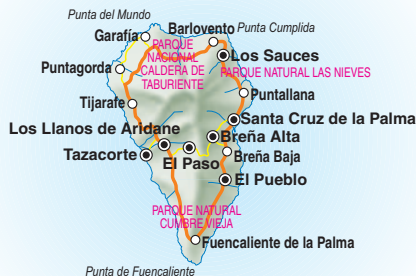 Punta del Mundo
Garafía
Barlovento
Punta Cumplida
PARQUE
NACIONAL
CALDERA DE
TABURIENTE
Los Sauces
Puntagorda
PARQUE NATURAL LAS NIEVES
Puntallana
Tijarafe
Santa Cruz de la Palma
Los Llanos de Aridane
Breña Alta
Tazacorte
El Paso
Breña Baja
El Pueblo
PARQUE NATURAL
CUMBRE VIEJA
Fuencaliente de la Palma
Punta de Fuencaliente